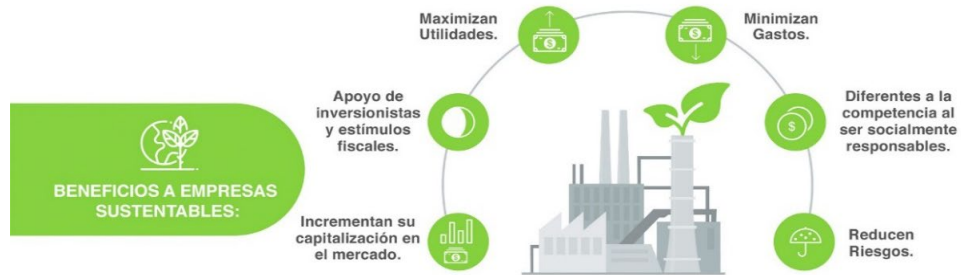 BENEFICIOS A EMPRESAS
SUSTENTABLES:
Incrementan su
capitalización en
el mercado.
Apoyo de
inversionistas
y estímulos
fiscales.
Maximizan
Utilidades.
Minimizan
Gastos.
Diferentes a la
competencia al
ser socialmente
responsables.
Reducen
Riesgos.